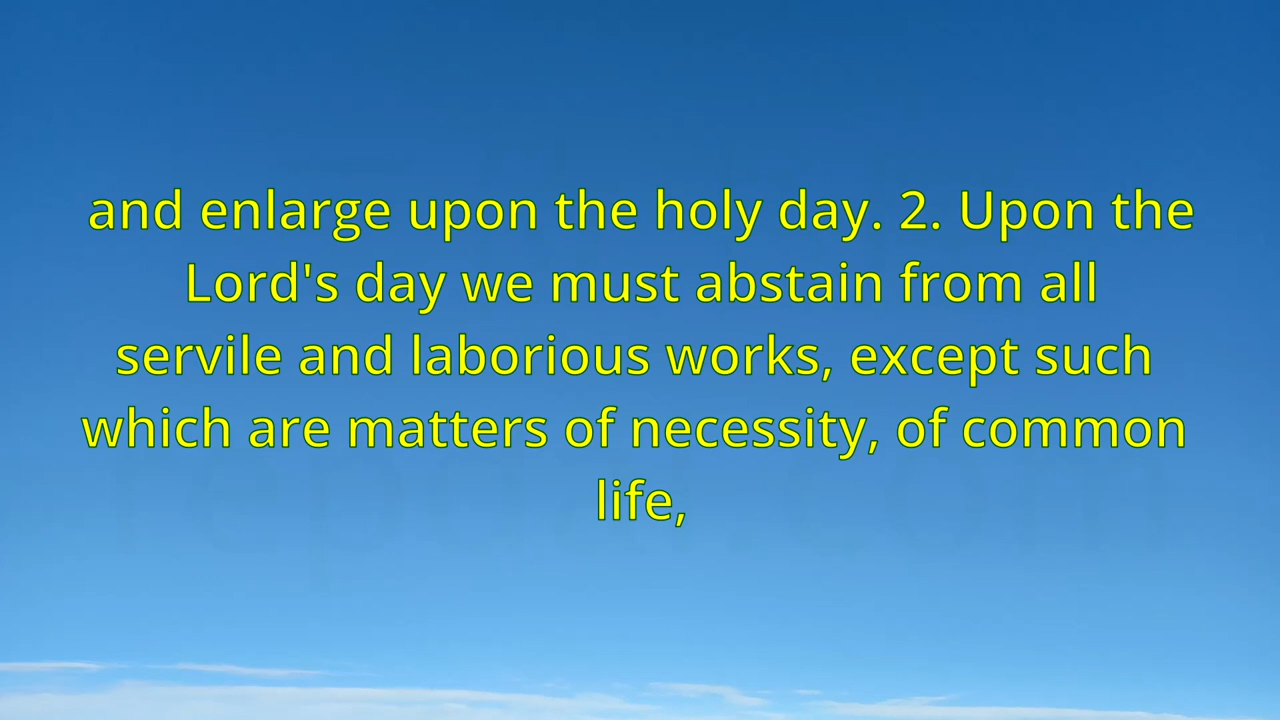 and enlarge upon the holy day. 2. Upon the
Lord's day we must abstain from all
servile and laborious works, except such
which are matters of necessity, of common
life,